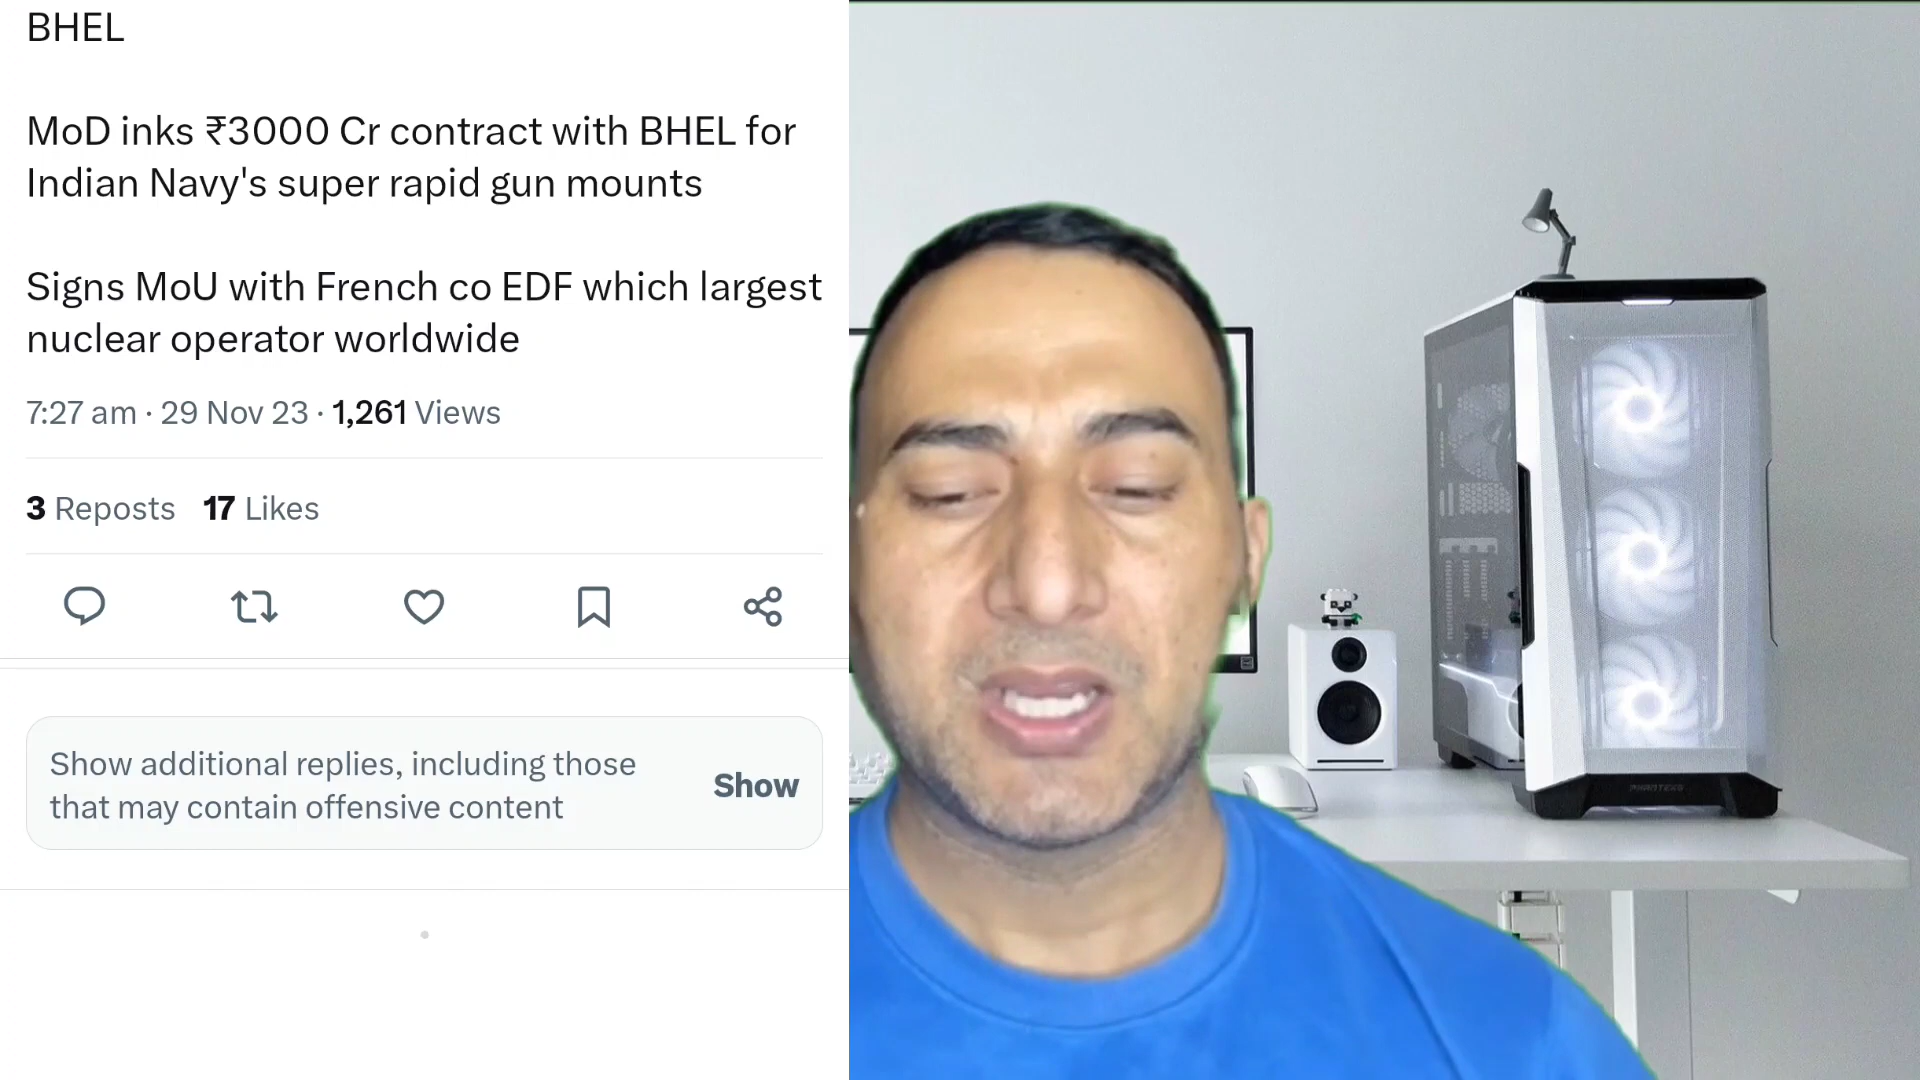 BHEL
MoD inks ₹3000 Cr contract with BHEL for
Indian Navy's super rapid gun mounts
Signs MoU with French co EDF which largest
nuclear operator worldwide
7:27 am · 29 Nov 23 · 1,261 Views
3 Reposts 17 Likes
Show additional replies, including those
that may contain offensive content
Show
PHANTEKS